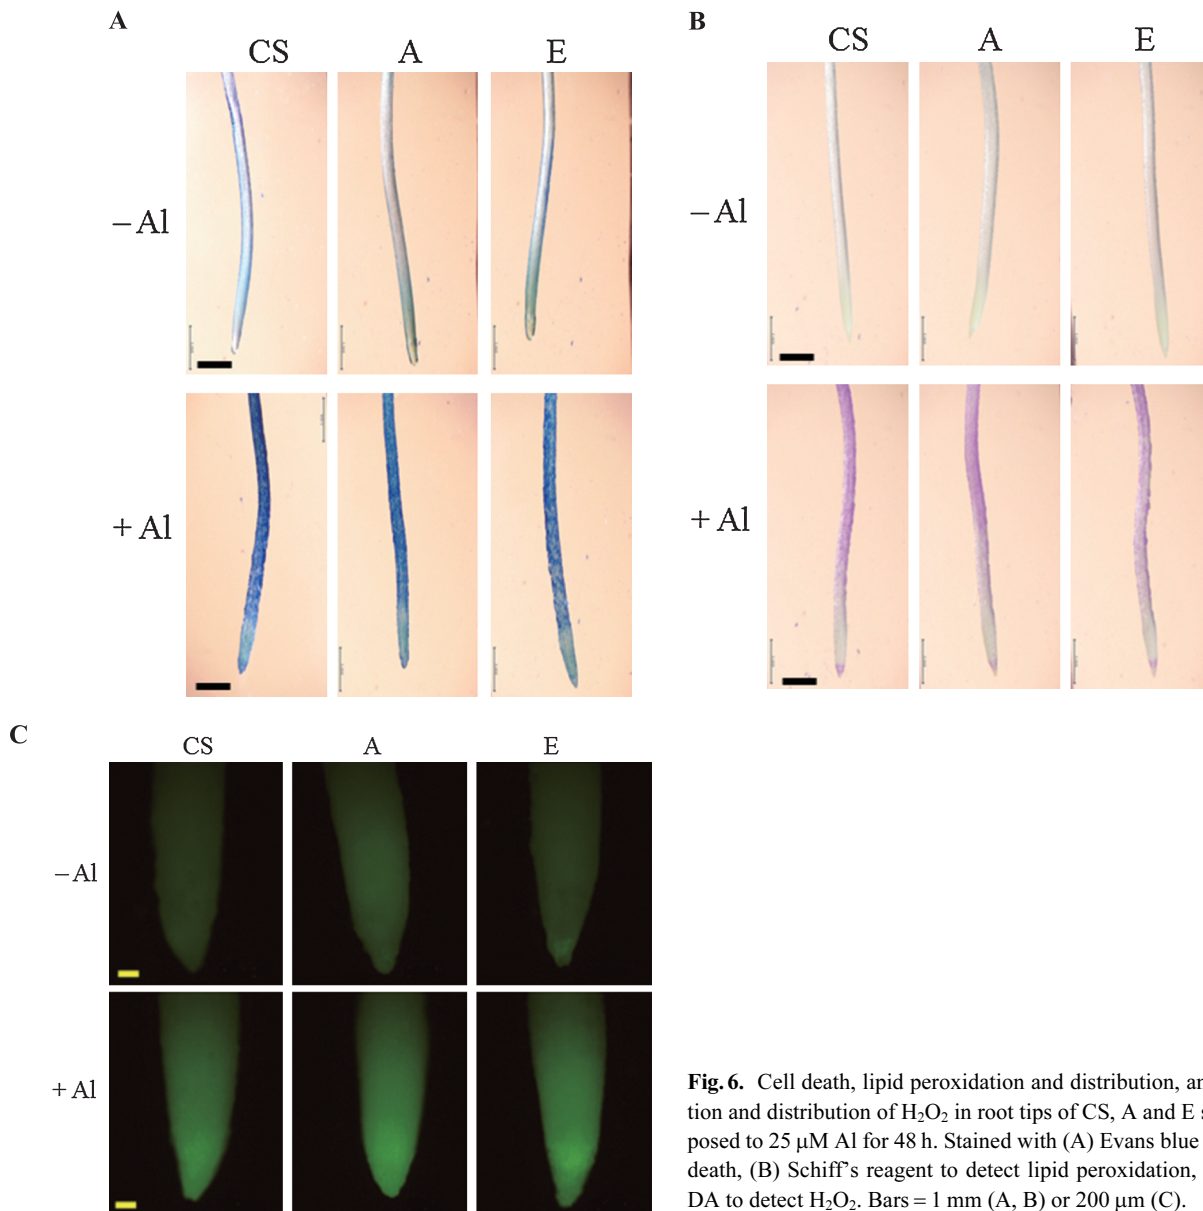 A
CS A E
– Al
+ Al
B
CS A E
– Al
+ Al
C
CS A E
– Al
+ Al
Fig. 6. Cell death, lipid peroxidation and distribution, an
tion and distribution of H₂O₂ in root tips of CS, A and E s
posed to 25 μM Al for 48 h. Stained with (A) Evans blue
death, (B) Schiff's reagent to detect lipid peroxidation,
DA to detect H₂O₂. Bars = 1 mm (A, B) or 200 μm (C).